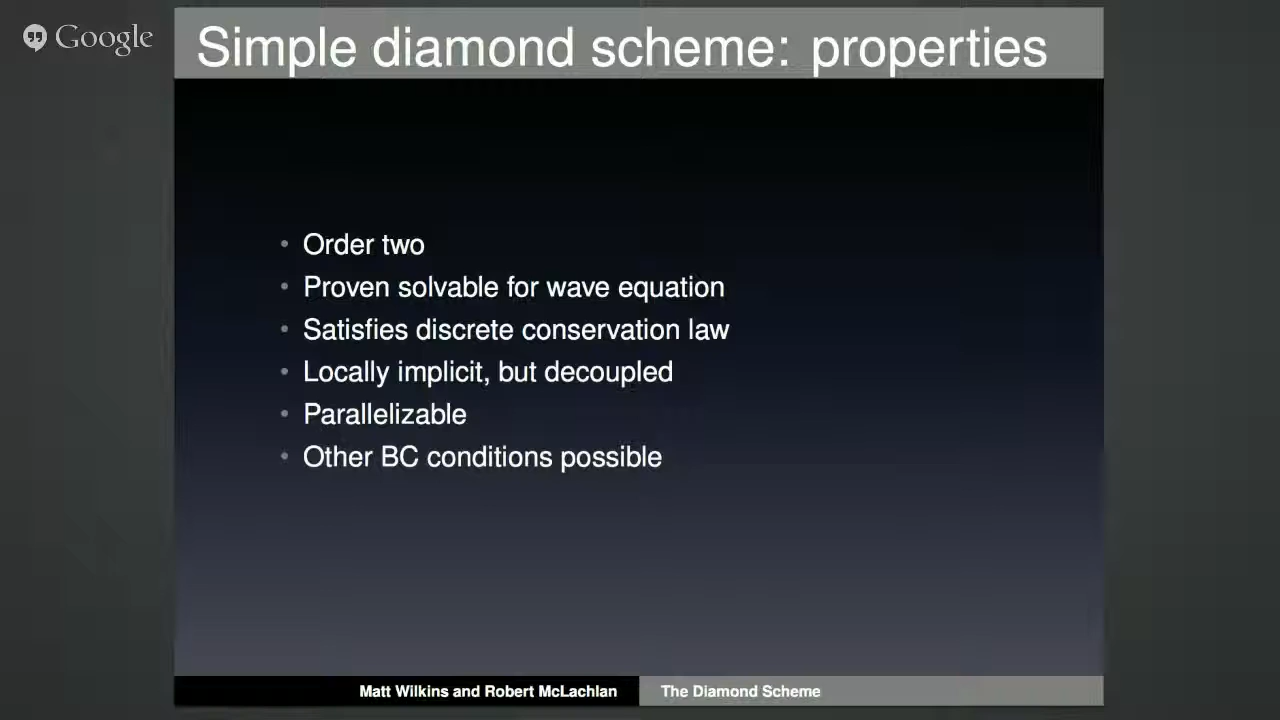 Google
Simple diamond scheme: properties
• Order two
• Proven solvable for wave equation
• Satisfies discrete conservation law
• Locally implicit, but decoupled
• Parallelizable
• Other BC conditions possible
Matt Wilkins and Robert McLachlan
The Diamond Scheme